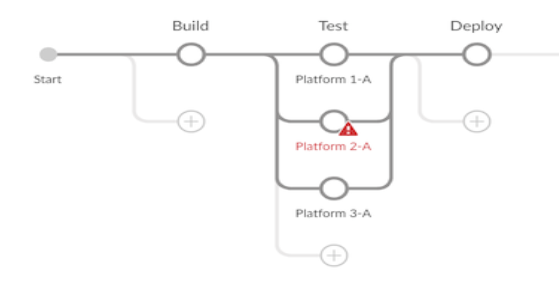 Build
Test
Deploy
Start
Platform 1-A
Platform 2-A
Platform 3-A